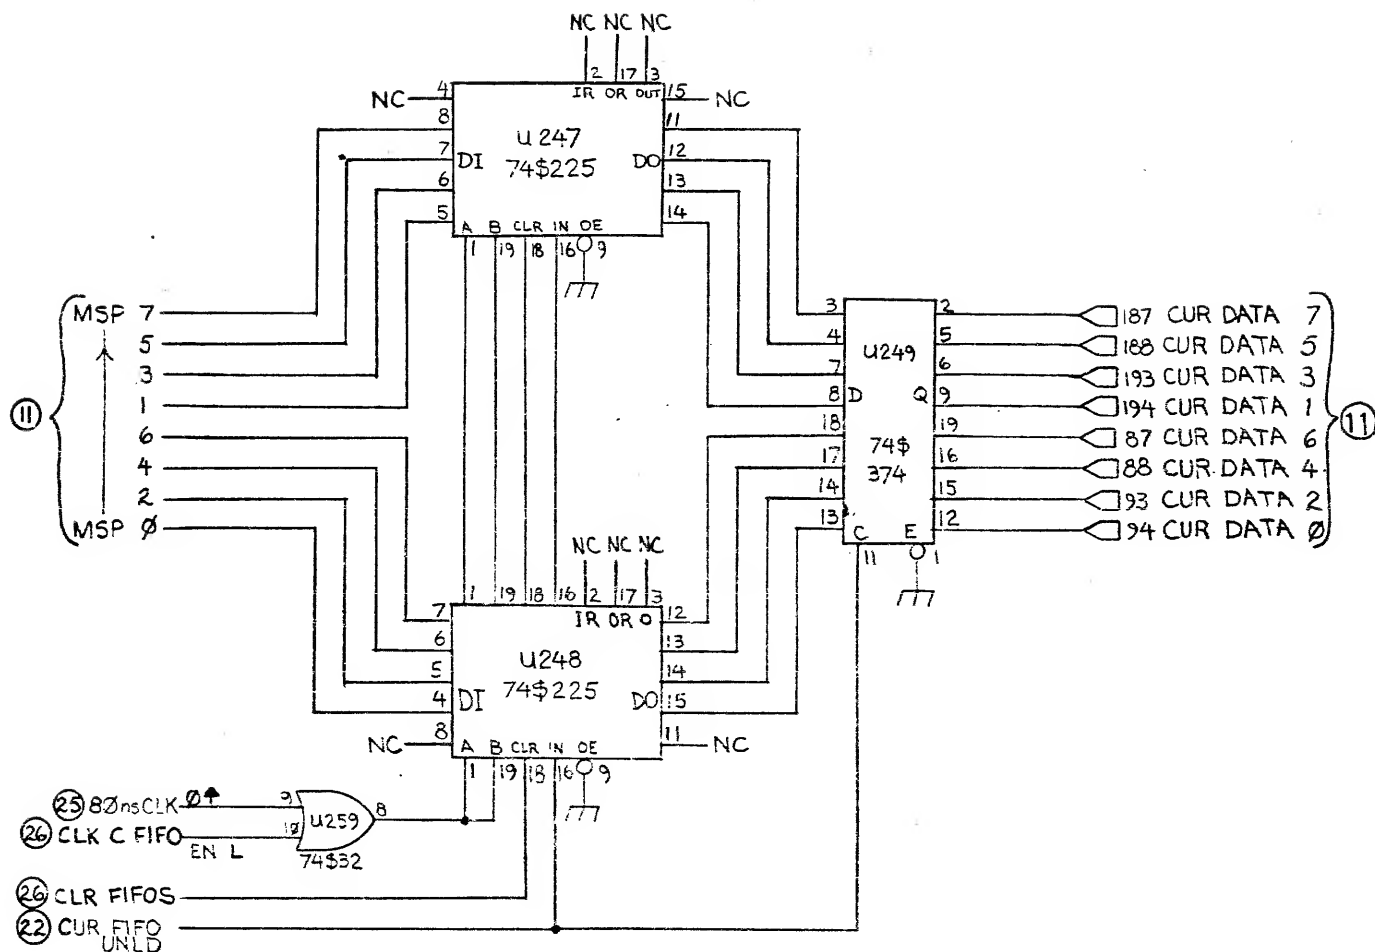 NC NC NC
2 17 3
IR OR OUT
NC 4
15 NC
8
7 DI
6
5
U247
74$225
DO
11
12
13
14
A B CLR IN OE
1 19 18 16 9
11
MSP 7
5
3
1
6
4
2
MSP Ø
3
4
7
8 D
18
17
14
13
U249
Q
74$
374
C E
11 1
2
5
6
9
19
16
15
12
187 CUR DATA 7
188 CUR DATA 5
193 CUR DATA 3
194 CUR DATA 1
87 CUR DATA 6
88 CUR DATA 4
93 CUR DATA 2
94 CUR DATA Ø
11
NC NC NC
1 19 18 16 2 17 3
IR OR O
7
6
5
4 DI
NC 8
U248
74$225
DO
12
13
14
15
11 NC
A B CLR IN OE
1 19 18 16 9
25 8ØnsCLK Ø
9
26 CLK C FIFO
EN L
1Ø
U259
8
74$32
26 CLR FIFOS
22 CUR FIFO
UNLD